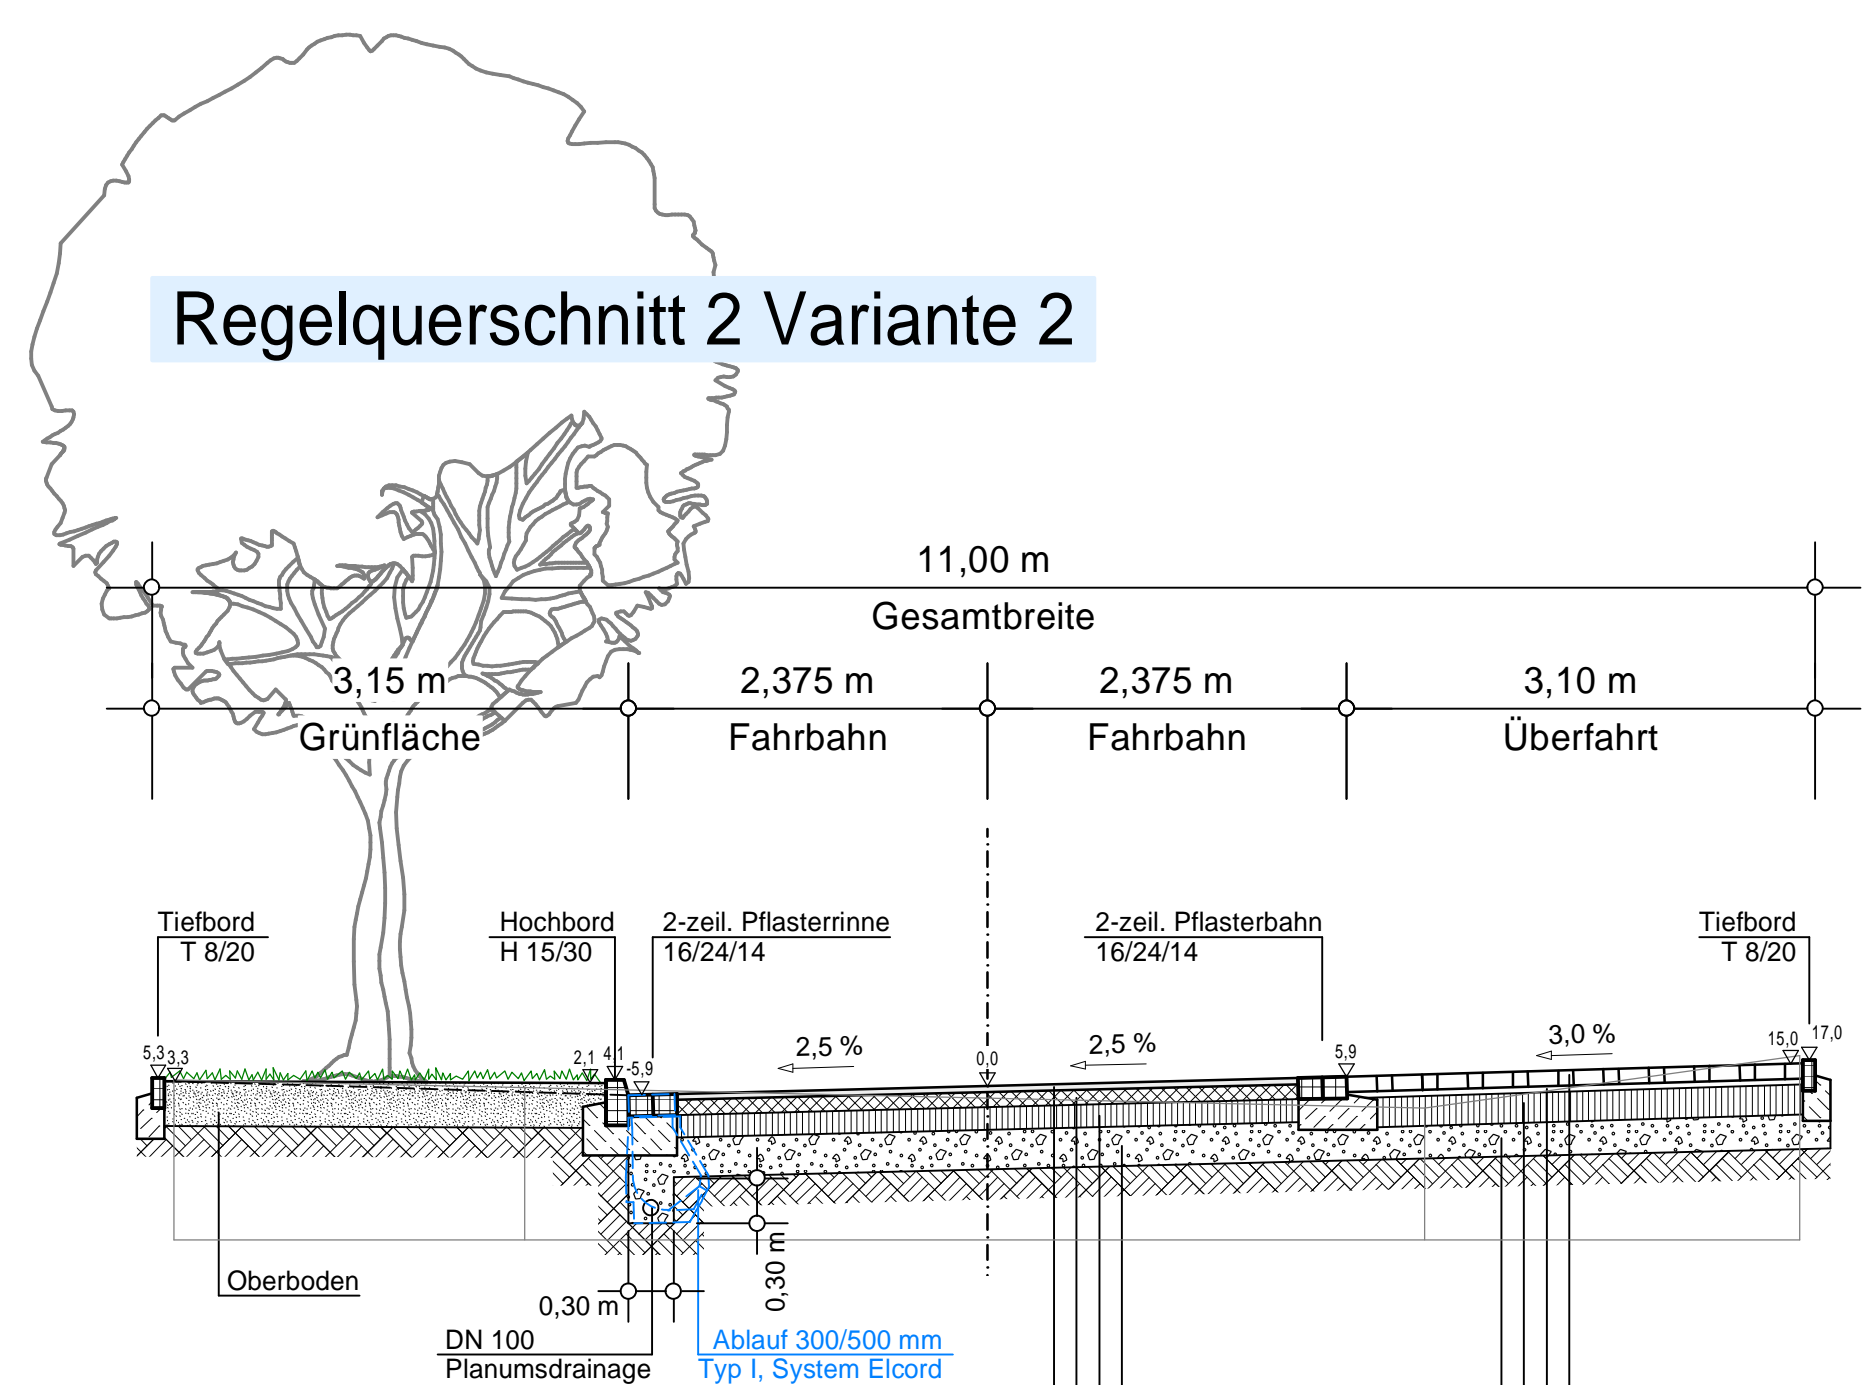 Regelquerschnitt 2 Variante 2
11,00 m
Gesamtbreite
3,15 m
2,375 m
2,375 m
3,10 m
Grünfläche
Fahrbahn
Fahrbahn
Überfahrt
Tiefbord
T 8/20
Hochbord
H 15/30
2-zeil. Pflasterrinne
16/24/14
2-zeil. Pflasterbahn
16/24/14
Tiefbord
T 8/20
5,3
3,3
2,1
4,1
-5,9
2,5 %
0,0
2,5 %
5,9
3,0 %
15,0
17,0
Oberboden
0,30 m
0,30 m
DN 100
Planumsdrainage
Ablauf 300/500 mm
Typ I, System Elcord